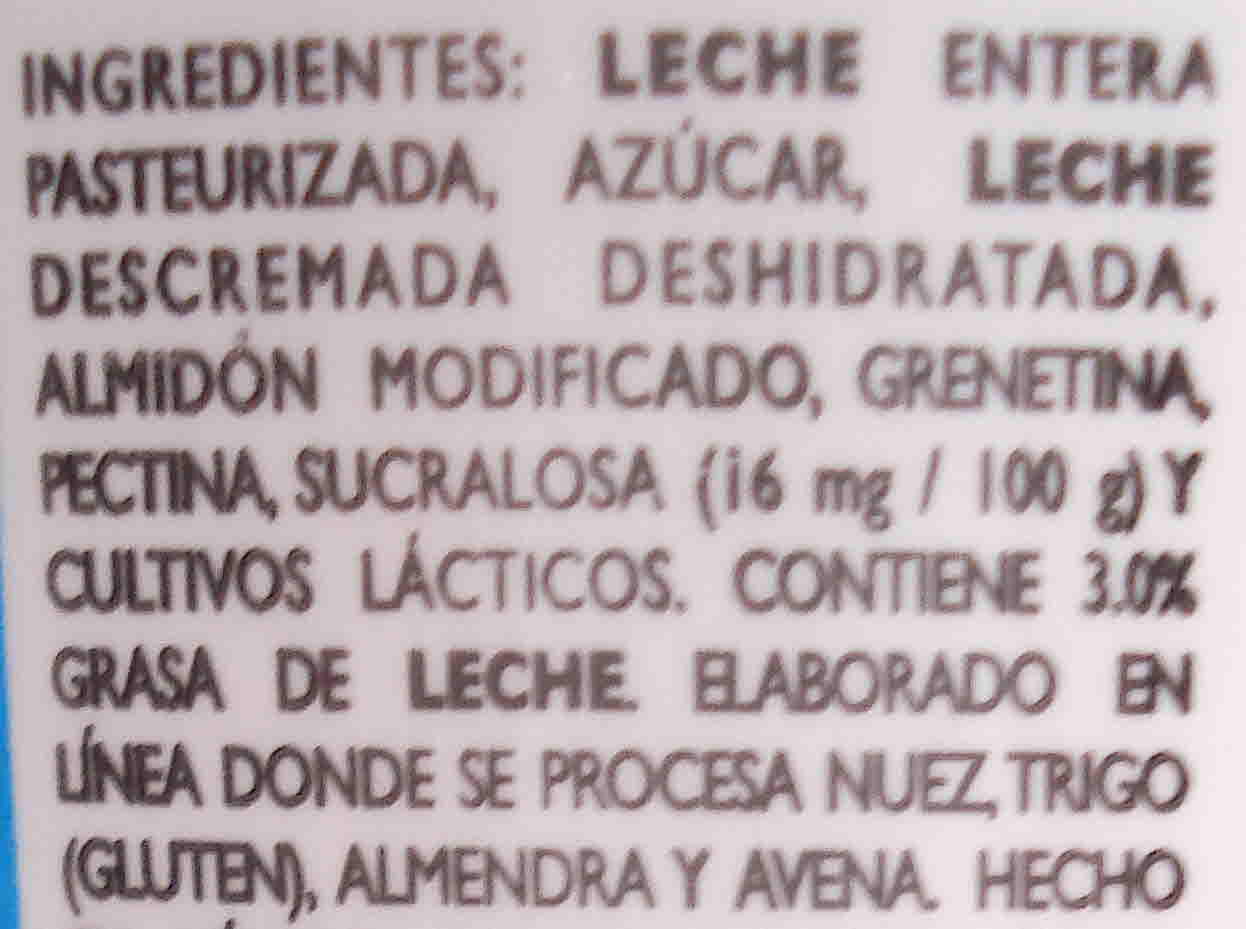 INGREDIENTES: LECHE ENTERA
PASTEURIZADA, AZÚCAR, LECHE
DESCREMADA DESHIDRATADA,
ALMIDÓN MODIFICADO, GRENETINA,
PECTINA, SUCRALOSA (16 mg / 100 g) Y
CULTIVOS LÁCTICOS. CONTIENE 3.0%
GRASA DE LECHE. ELABORADO EN
LÍNEA DONDE SE PROCESA NUEZ, TRIGO
(GLUTEN), ALMENDRA Y AVENA. HECHO